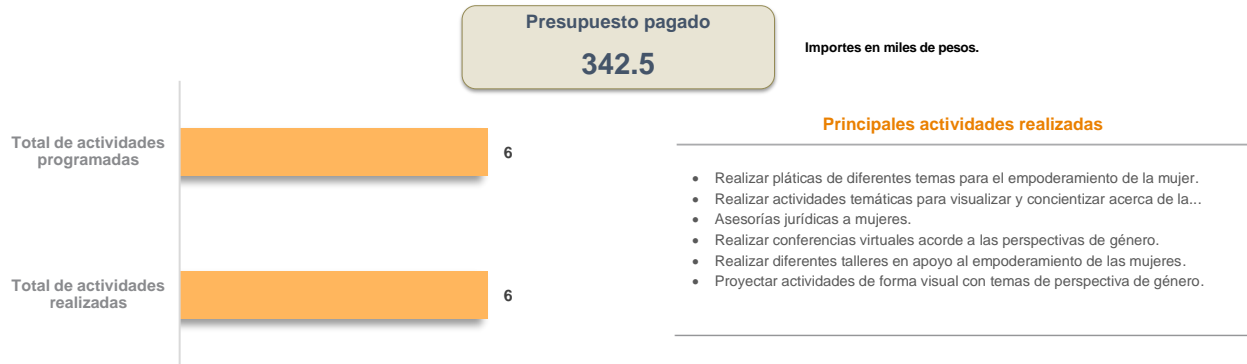 Presupuesto pagado
342.5
Importes en miles de pesos.
Total de actividades
programadas
6
Total de actividades
realizadas
6
Principales actividades realizadas
• Realizar pláticas de diferentes temas para el empoderamiento de la mujer.
• Realizar actividades temáticas para visualizar y concientizar acerca de la...
• Asesorías jurídicas a mujeres.
• Realizar conferencias virtuales acorde a las perspectivas de género.
• Realizar diferentes talleres en apoyo al empoderamiento de las mujeres.
• Proyectar actividades de forma visual con temas de perspectiva de género.